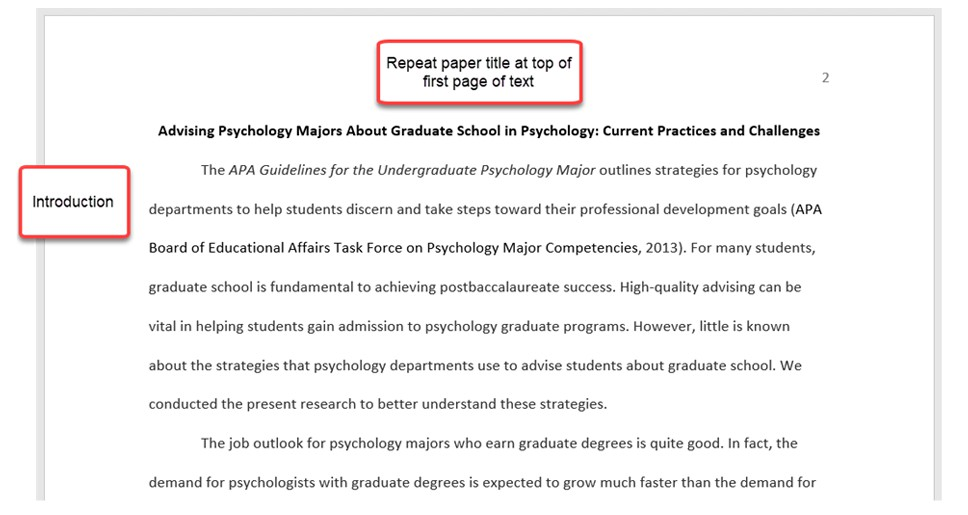 Repeat paper title at top of
first page of text
2
Advising Psychology Majors About Graduate School in Psychology: Current Practices and Challenges
Introduction
The APA Guidelines for the Undergraduate Psychology Major outlines strategies for psychology
departments to help students discern and take steps toward their professional development goals (APA
Board of Educational Affairs Task Force on Psychology Major Competencies, 2013). For many students,
graduate school is fundamental to achieving postbaccalaureate success. High-quality advising can be
vital in helping students gain admission to psychology graduate programs. However, little is known
about the strategies that psychology departments use to advise students about graduate school. We
conducted the present research to better understand these strategies.
The job outlook for psychology majors who earn graduate degrees is quite good. In fact, the
demand for psychologists with graduate degrees is expected to grow much faster than the demand for